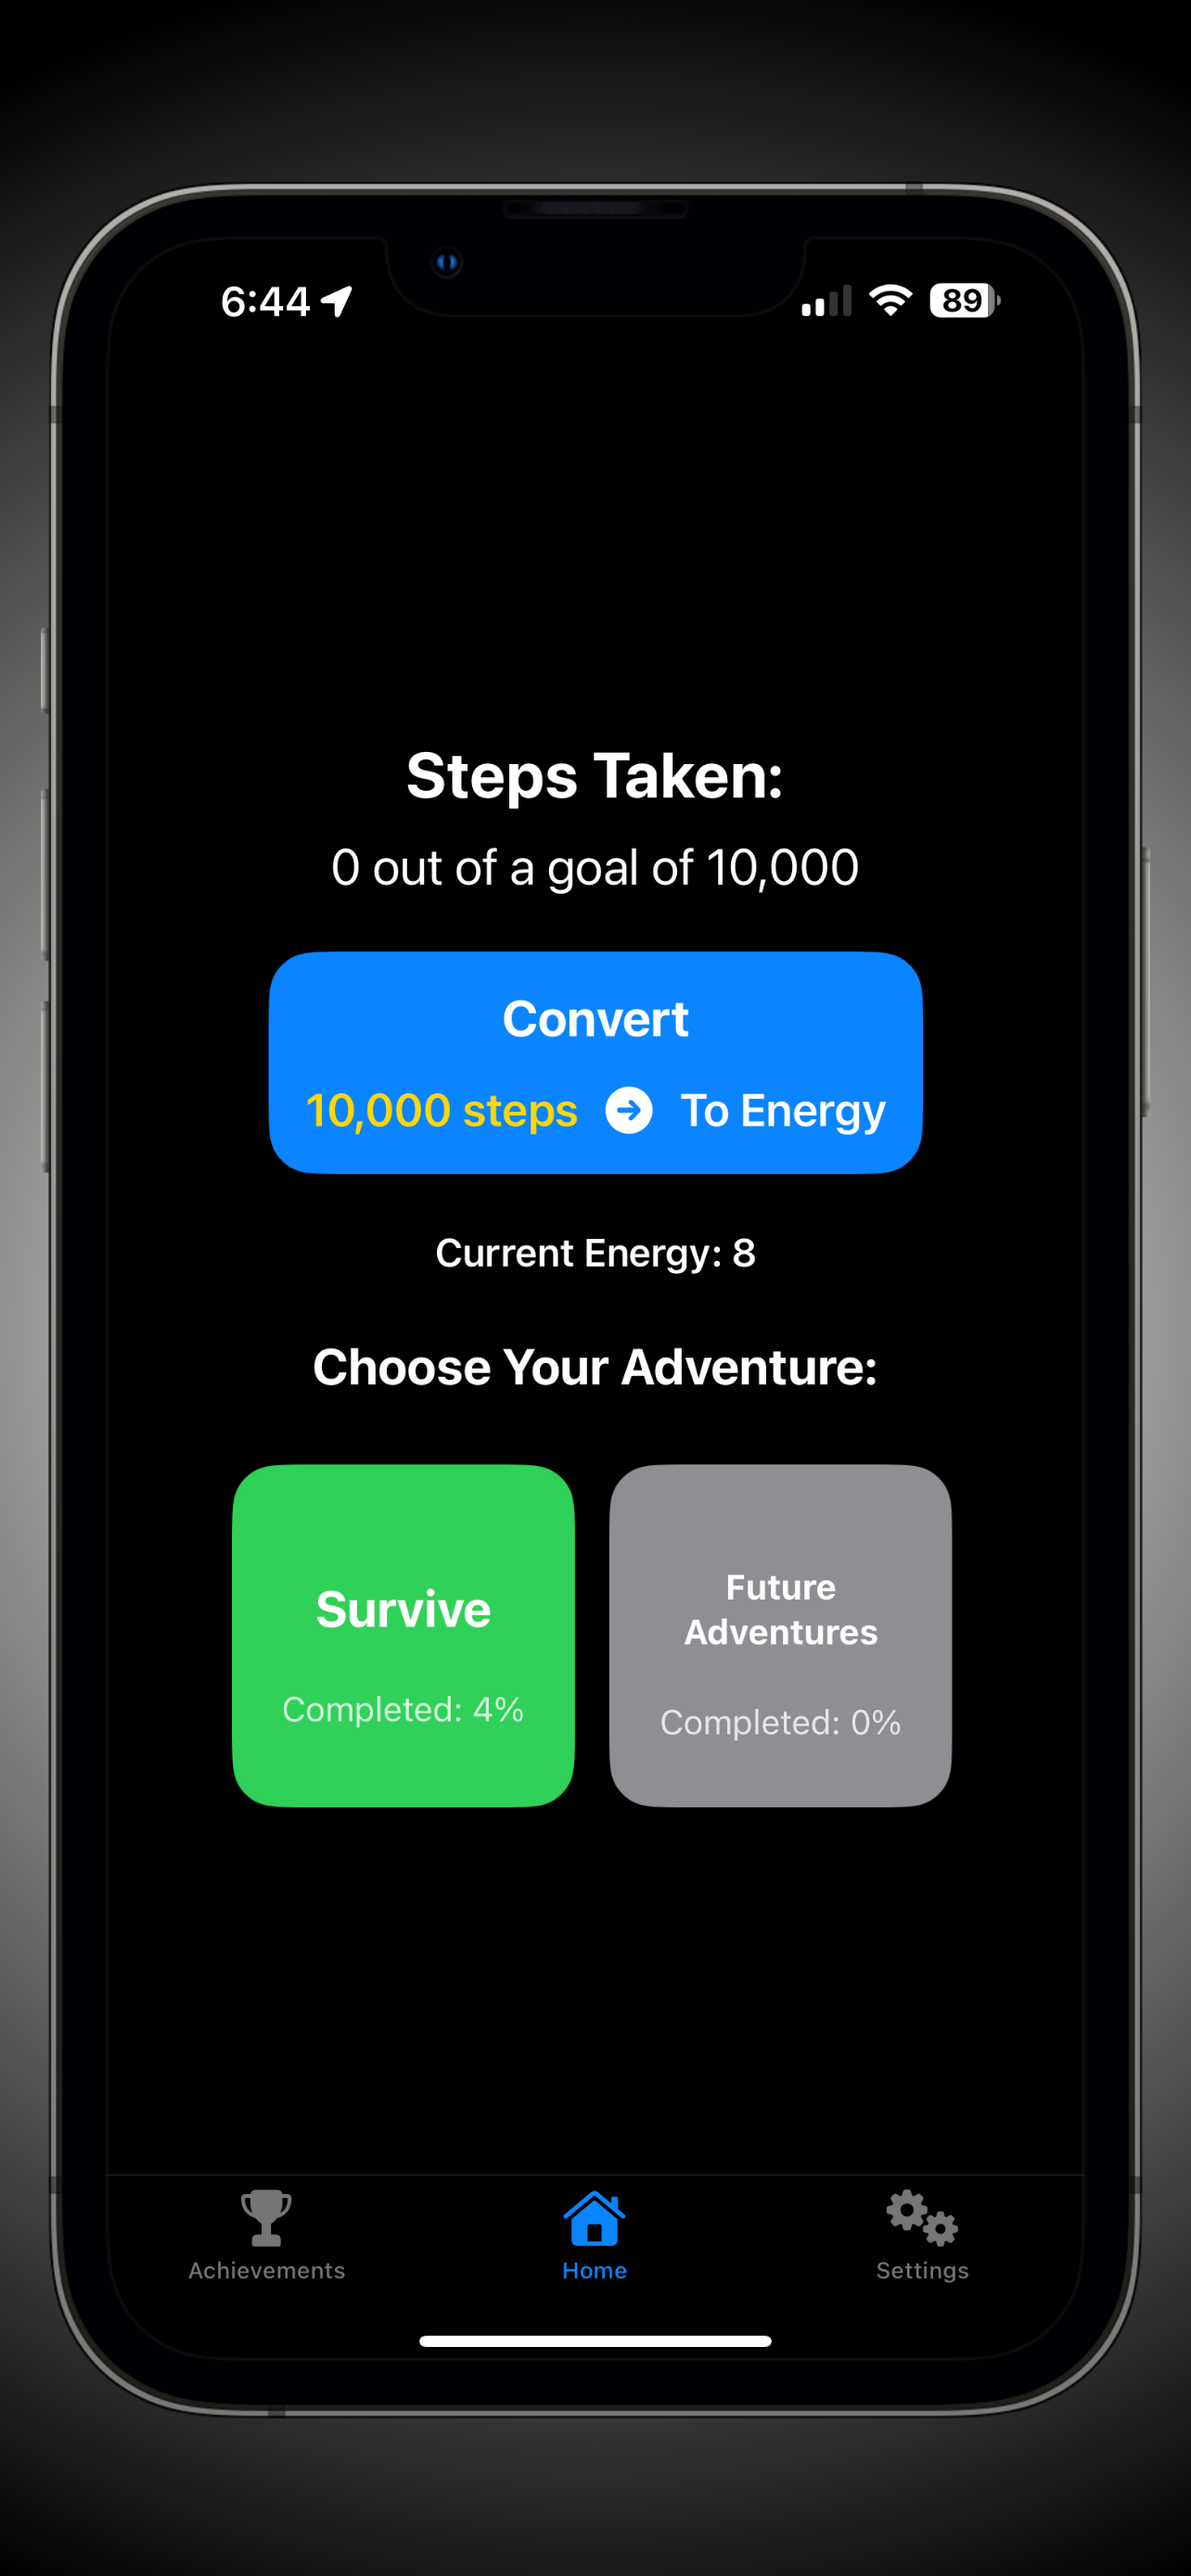 6:44
89
Steps Taken:
0 out of a goal of 10,000
Convert
10,000 steps To Energy
Current Energy: 8
Choose Your Adventure:
Survive
Completed: 4%
Future
Adventures
Completed: 0%
Achievements
Home
Settings